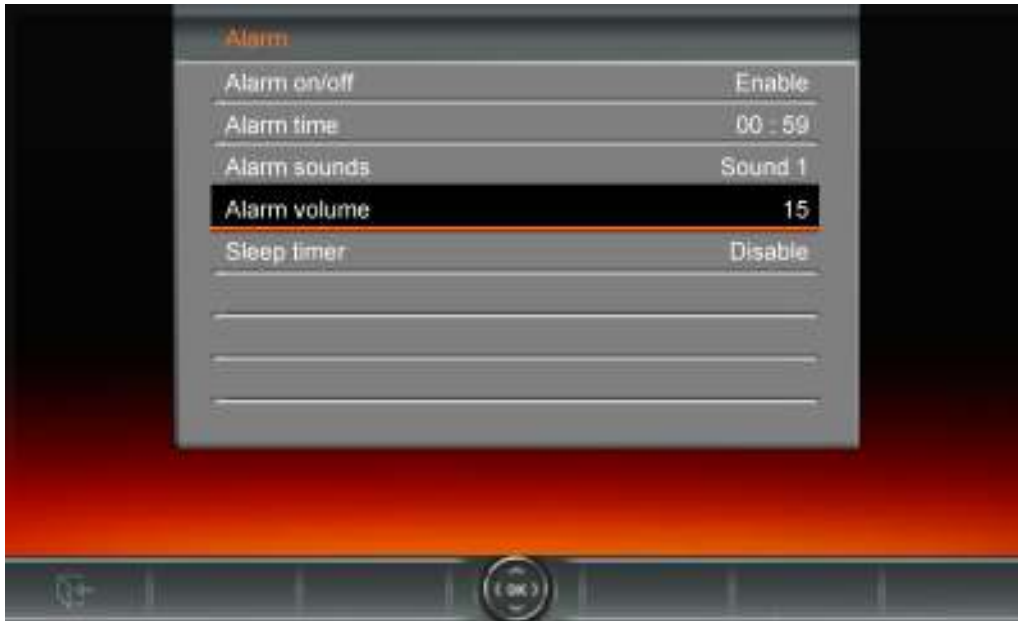 Alarm
Alarm on/off Enable
Alarm time 00 : 59
Alarm sounds Sound 1
Alarm volume 15
Sleep timer Disable
OK